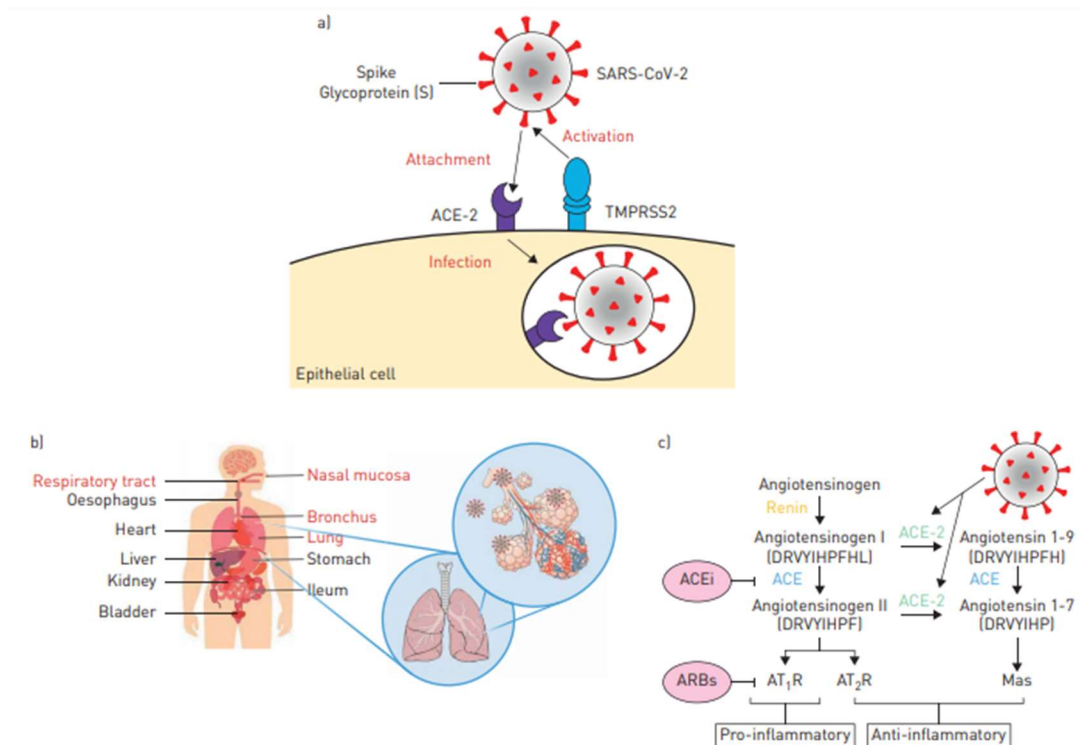 a)
Spike
Glycoprotein (S)
SARS-CoV-2
Activation
Attachment
ACE-2
TMPRSS2
Infection
Epithelial cell
b)
Respiratory tract
Oesophagus
Heart
Liver
Kidney
Bladder
Nasal mucosa
Bronchus
Lung
Stomach
Ileum
c)
Angiotensinogen
Renin
Angiotensinogen I
(DRVYIHPFHL)
ACE-2
Angiotensin 1-9
(DRVYIHPFH)
ACEi
ACE
ACE
Angiotensinogen II
(DRVYIHPF)
ACE-2
Angiotensin 1-7
(DRVYIHP)
ARBs
AT1R
AT2R
Mas
Pro-inflammatory
Anti-inflammatory